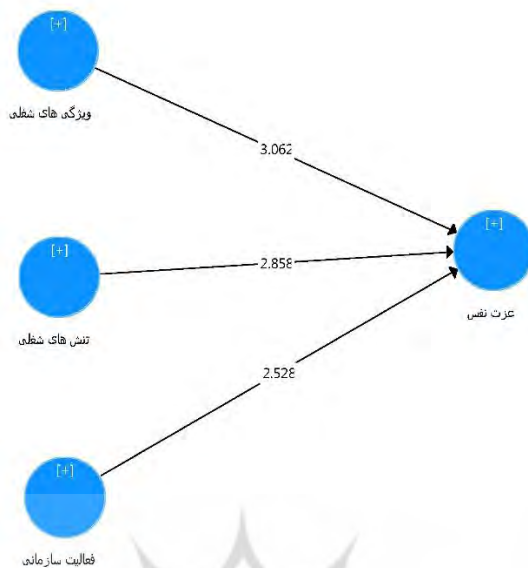 [+]
ویژگی های شغلی
3.062
[+]
[+]
2.858
تنش های شغلی
عزت نفس
2.528
[+]
فعالیت سازمانی